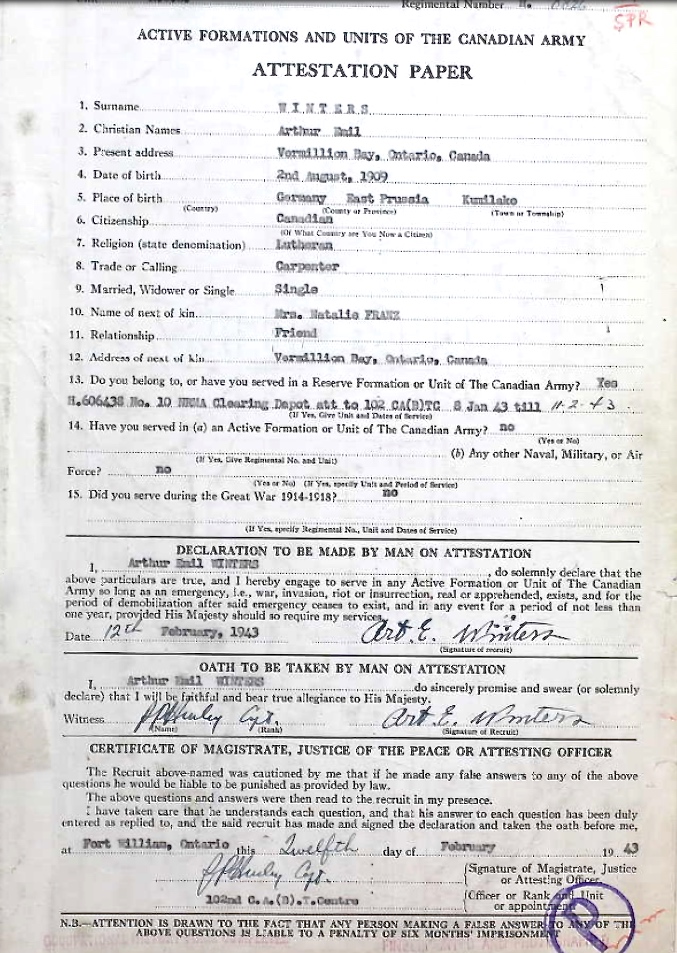 Regimental Number H.
SPR
ACTIVE FORMATIONS AND UNITS OF THE CANADIAN ARMY
ATTESTATION PAPER
1. Surname WINTERS
2. Christian Names Arthur Emil
3. Present address Vormillion Bay, Ontario, Canada
4. Date of birth 2nd August, 1909
5. Place of birth Germany East Prussia Kumilsko
(Country) (County or Province) (Town or Township)
6. Citizenship Canadian
(Of What Country are You Now a Citizen)
7. Religion (state denomination) Lutheran
8. Trade or Calling Carpenter
9. Married, Widower or Single Single
10. Name of next of kin Mrs. Natalie FRANZ
11. Relationship Friend
12. Address of next of kin Vormillion Bay, Ontario, Canada
13. Do you belong to, or have you served in a Reserve Formation or Unit of The Canadian Army? Yes
H.606438 No. 10 NRMA Clearing Depot att to 102 CA(B)TC 8 Jan 43 till 11-2-43.
(If Yes, Give Unit and Dates of Service)
14. Have you served in (a) an Active Formation or Unit of The Canadian Army? no
(Yes or No)
(b) Any other Naval, Military, or Air
(If Yes, Give Regimental No. and Unit)
Force? no
(Yes or No) (If Yes, specify Unit and Period of Service)
15. Did you serve during the Great War 1914-1918? no
(If Yes, specify Regimental No., Unit and Dates of Service)
DECLARATION TO BE MADE BY MAN ON ATTESTATION
I, Arthur Emil WINTERS, do solemnly declare that the
above particulars are true, and I hereby engage to serve in any Active Formation or Unit of The Canadian
Army so long as an emergency, i.e., war, invasion, riot or insurrection, real or apprehended, exists, and for the
period of demobilization after said emergency ceases to exist, and in any event for a period of not less than
one year, provided His Majesty should so require my services.
Date 12th February, 1943 Art. E. Winters
(Signature of recruit)
OATH TO BE TAKEN BY MAN ON ATTESTATION
I, Arthur Emil WINTERS do sincerely promise and swear (or solemnly
declare) that I will be faithful and bear true allegiance to His Majesty.
Witness Capt. Art. E. Winters
(Name) (Rank) (Signature of Recruit)
CERTIFICATE OF MAGISTRATE, JUSTICE OF THE PEACE OR ATTESTING OFFICER
The Recruit above-named was cautioned by me that if he made any false answers to any of the above
questions he would be liable to be punished as provided by law.
The above questions and answers were then read to the recruit in my presence.
I have taken care that he understands each question, and that his answer to each question has been duly
entered as replied to, and the said recruit has made and signed the declaration and taken the oath before me,
at Fort William, Ontario this Twelfth day of February 19 43
Capt. (Signature of Magistrate, Justice
or Attesting Officer
102nd C.A.(B).T.Centre (Officer or Rank and Unit
or appointment
N.B.—ATTENTION IS DRAWN TO THE FACT THAT ANY PERSON MAKING A FALSE ANSWER TO ANY OF THE
ABOVE QUESTIONS IS LIABLE TO A PENALTY OF SIX MONTHS' IMPRISONMENT
P